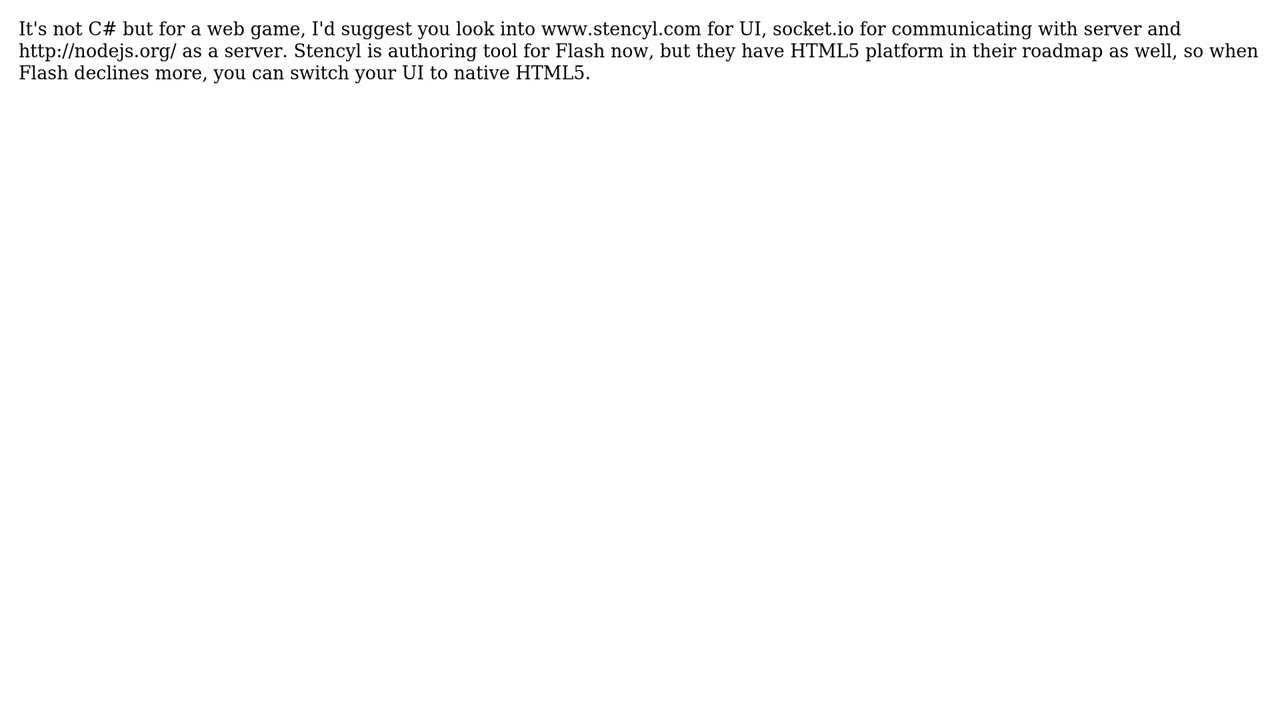 It's not C# but for a web game, I'd suggest you look into www.stencyl.com for UI, socket.io for communicating with server and
http://nodejs.org/ as a server. Stencyl is authoring tool for Flash now, but they have HTML5 platform in their roadmap as well, so when
Flash declines more, you can switch your UI to native HTML5.